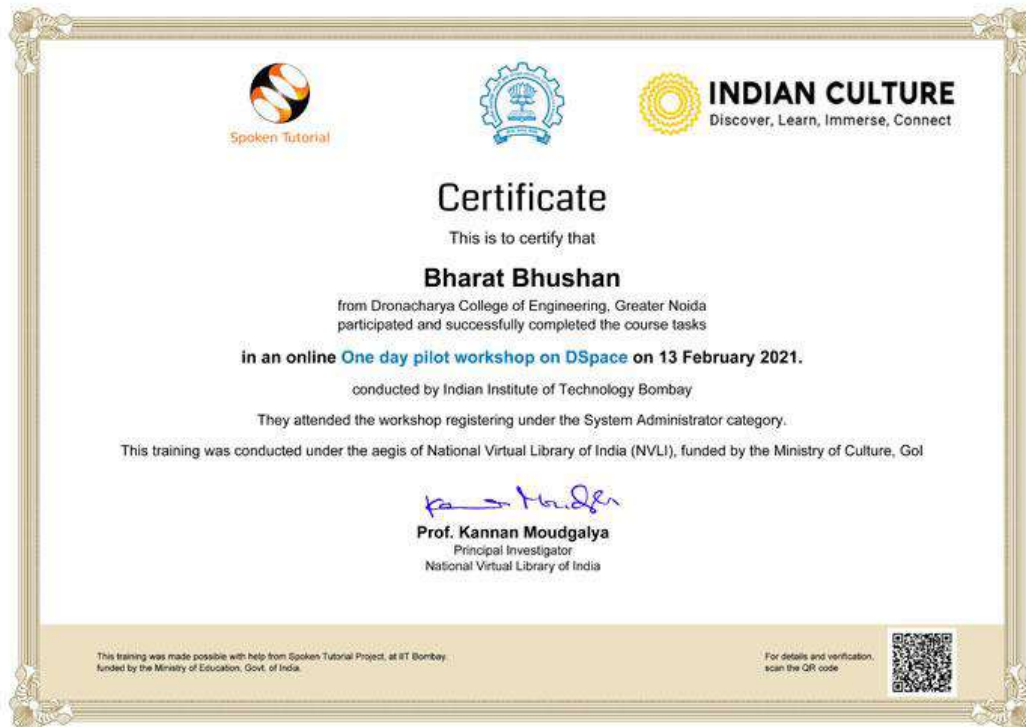 Spoken Tutorial
INDIAN CULTURE
Discover, Learn, Immerse, Connect
Certificate
This is to certify that
Bharat Bhushan
from Dronacharya College of Engineering, Greater Noida
participated and successfully completed the course tasks
in an online One day pilot workshop on DSpace on 13 February 2021.
conducted by Indian Institute of Technology Bombay
They attended the workshop registering under the System Administrator category.
This training was conducted under the aegis of National Virtual Library of India (NVLI), funded by the Ministry of Culture, GoI
Prof. Kannan Moudgalya
Principal Investigator
National Virtual Library of India
This training was made possible with help from Spoken Tutorial Project, at IIT Bombay.
funded by the Ministry of Education, Govt. of India.
For details and verification,
scan the QR code